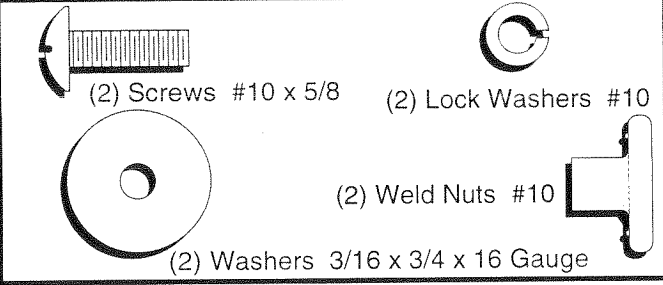 (2) Screws #10 x 5/8
(2) Lock Washers #10
(2) Weld Nuts #10
(2) Washers 3/16 x 3/4 x 16 Gauge